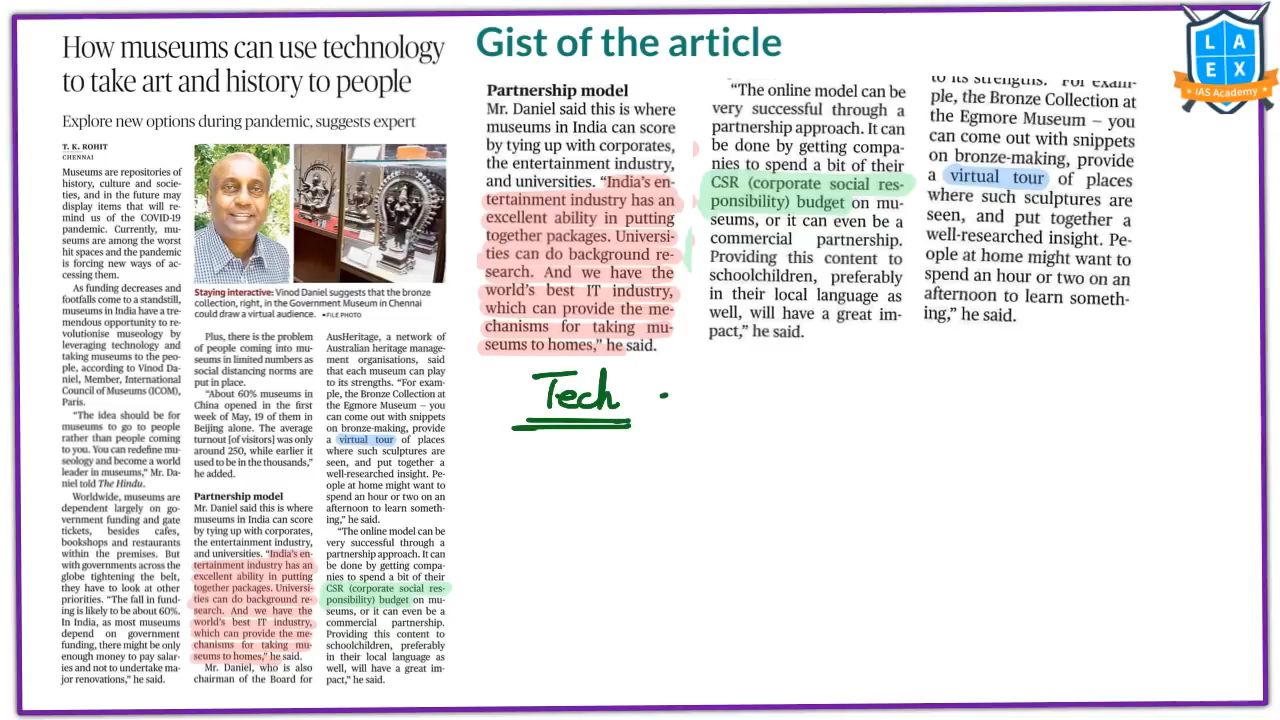 How museums can use technology
to take art and history to people
Explore new options during pandemic, suggests expert
T. K. ROHIT
CHENNAI
Museums are repositories of
history, culture and socie-
ties, and in the future may
display items that will re-
mind us of the COVID-19
pandemic. Currently, mu-
seums are among the worst
hit spaces and the pandemic
is forcing new ways of ac-
cessing them.
As funding decreases and
footfalls come to a standstill,
museums in India have a tre-
mendous opportunity to re-
volutionise museology by
leveraging technology and
taking museums to the peo-
ple, according to Vinod Da-
niel, Member, International
Council of Museums (ICOM),
Paris.
“The idea should be for
museums to go to people
rather than people coming
to you. You can redefine mu-
seology and become a world
leader in museums,” Mr. Da-
niel told The Hindu.
Worldwide, museums are
dependent largely on go-
vernment funding and gate
tickets, besides cafes,
bookshops and restaurants
within the premises. But
with governments across the
globe tightening the belt,
they have to look at other
priorities. “The fall in fund-
ing is likely to be about 60%.
In India, as most museums
depend on government
funding, there might be only
enough money to pay salar-
ies and not to undertake ma-
jor renovations,” he said.
Staying interactive: Vinod Daniel suggests that the bronze
collection, right, in the Government Museum in Chennai
could draw a virtual audience. •FILE PHOTO
Plus, there is the problem
of people coming into mu-
seums in limited numbers as
social distancing norms are
put in place.
“About 60% museums in
China opened in the first
week of May, 19 of them in
Beijing alone. The average
turnout [of visitors] was only
around 250, while earlier it
used to be in the thousands,”
he added.
Partnership model
Mr. Daniel said this is where
museums in India can score
by tying up with corporates,
the entertainment industry,
and universities. “India’s en-
tertainment industry has an
excellent ability in putting
together packages. Universi-
ties can do background re-
search. And we have the
world’s best IT industry,
which can provide the me-
chanisms for taking mu-
seums to homes,” he said.
Mr. Daniel, who is also
chairman of the Board for
AusHeritage, a network of
Australian heritage manage-
ment organisations, said
that each museum can play
to its strengths. “For exam-
ple, the Bronze Collection at
the Egmore Museum – you
can come out with snippets
on bronze-making, provide
a virtual tour of places
where such sculptures are
seen, and put together a
well-researched insight. Pe-
ople at home might want to
spend an hour or two on an
afternoon to learn someth-
ing,” he said.
“The online model can be
very successful through a
partnership approach. It can
be done by getting compa-
nies to spend a bit of their
CSR (corporate social res-
ponsibility) budget on mu-
seums, or it can even be a
commercial partnership.
Providing this content to
schoolchildren, preferably
in their local language as
well, will have a great im-
pact,” he said.
Gist of the article
Partnership model
Mr. Daniel said this is where
museums in India can score
by tying up with corporates,
the entertainment industry,
and universities. “India’s en-
tertainment industry has an
excellent ability in putting
together packages. Universi-
ties can do background re-
search. And we have the
world’s best IT industry,
which can provide the me-
chanisms for taking mu-
seums to homes,” he said.
Tech
“The online model can be
very successful through a
partnership approach. It can
be done by getting compa-
nies to spend a bit of their
CSR (corporate social res-
ponsibility) budget on mu-
seums, or it can even be a
commercial partnership.
Providing this content to
schoolchildren, preferably
in their local language as
well, will have a great im-
pact,” he said.
to its strengths. “For exam-
ple, the Bronze Collection at
the Egmore Museum – you
can come out with snippets
on bronze-making, provide
a virtual tour of places
where such sculptures are
seen, and put together a
well-researched insight. Pe-
ople at home might want to
spend an hour or two on an
afternoon to learn someth-
ing,” he said.
L A
E X
IAS Academy